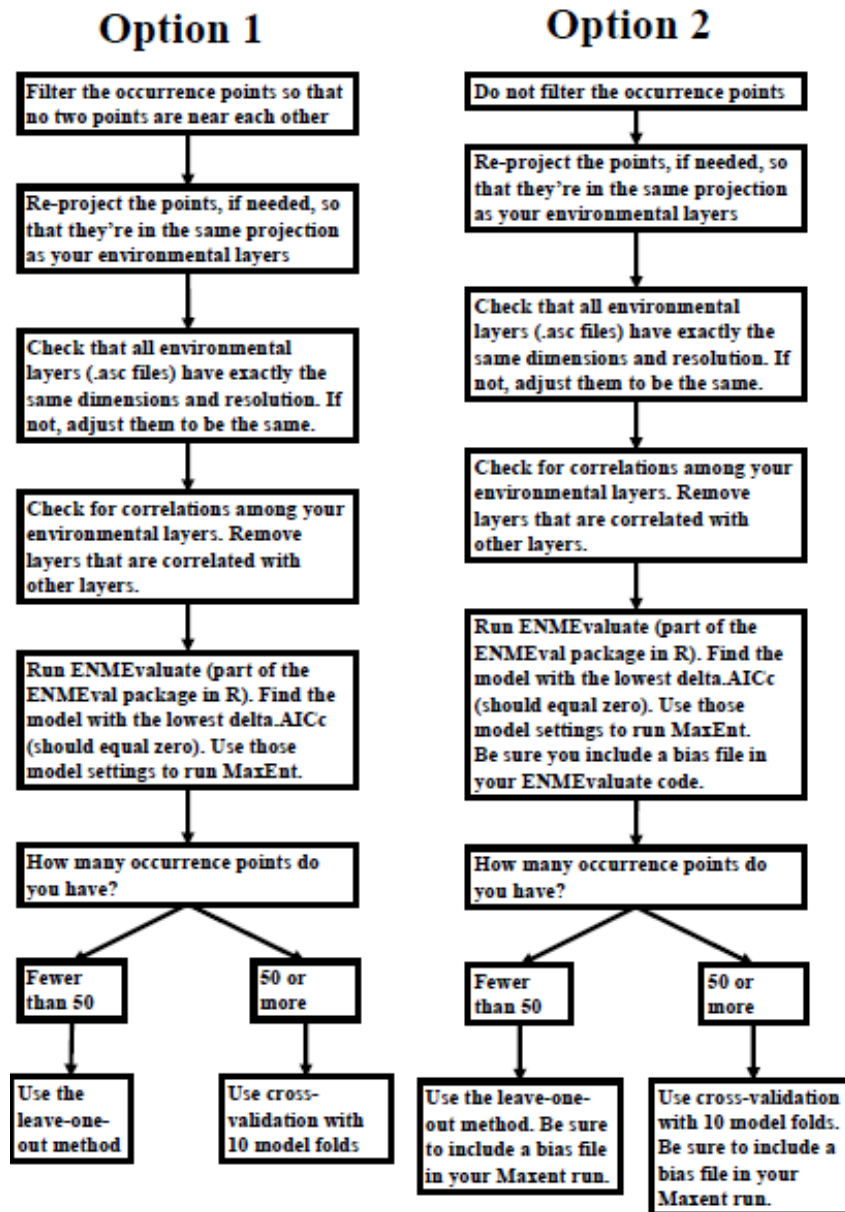 Option 1
Filter the occurrence points so that
no two points are near each other
Re-project the points, if needed, so
that they're in the same projection
as your environmental layers
Check that all environmental
layers (.asc files) have exactly the
same dimensions and resolution. If
not, adjust them to be the same.
Check for correlations among your
environmental layers. Remove
layers that are correlated with
other layers.
Run ENMEvaluate (part of the
ENMEval package in R). Find the
model with the lowest delta.AICc
(should equal zero). Use those
model settings to run MaxEnt.
How many occurrence points do
you have?
Fewer
than 50
50 or
more
Use the
leave-one-
out method
Use cross-
validation with
10 model folds
Option 2
Do not filter the occurrence points
Re-project the points, if needed, so
that they're in the same projection
as your environmental layers
Check that all environmental
layers (.asc files) have exactly the
same dimensions and resolution. If
not, adjust them to be the same.
Check for correlations among your
environmental layers. Remove
layers that are correlated with
other layers.
Run ENMEvaluate (part of the
ENMEval package in R). Find the
model with the lowest delta.AICc
(should equal zero). Use those
model settings to run MaxEnt.
Be sure you include a bias file in
your ENMEvaluate code.
How many occurrence points do
you have?
Fewer
than 50
50 or
more
Use the leave-one-
out method. Be sure
to include a bias file
in your Maxent run.
Use cross-validation
with 10 model folds.
Be sure to include a
bias file in your
Maxent run.